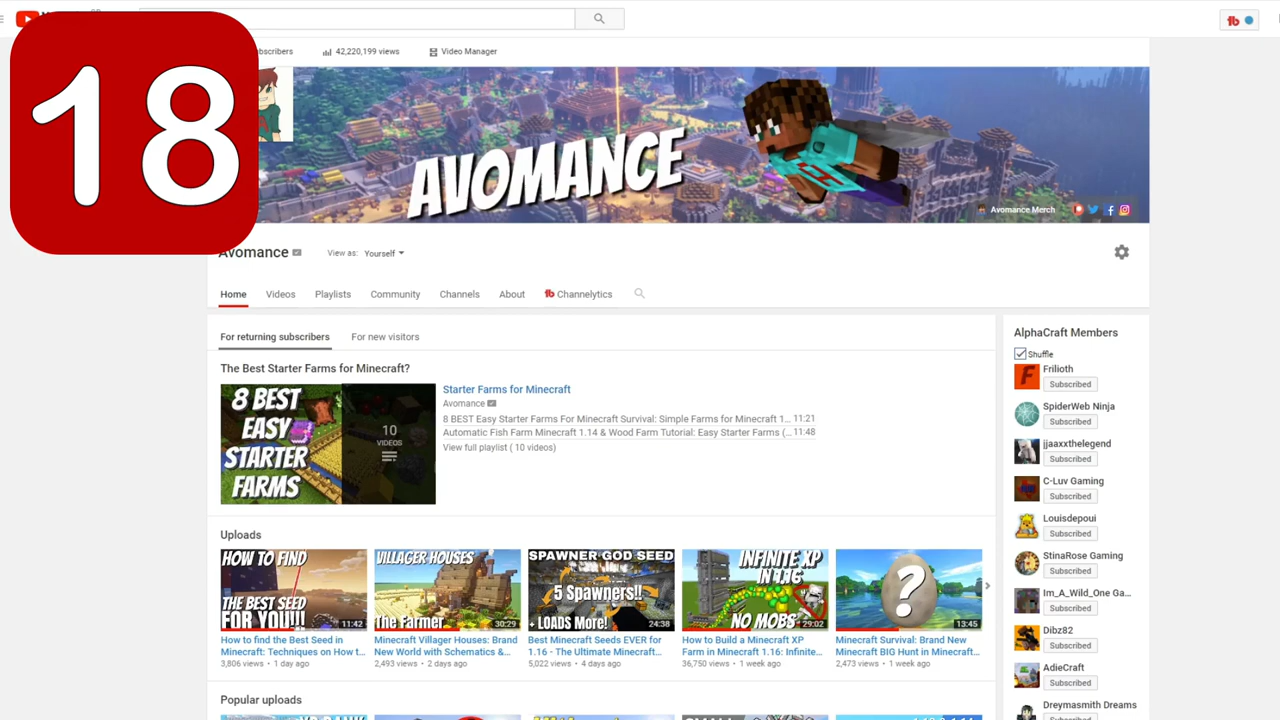 18
42,220,199 views
Video Manager
AVOMANCE
Avomance Merch
Avomance
View as: Yourself
Home
Videos
Playlists
Community
Channels
About
Channelytics
For returning subscribers
For new visitors
The Best Starter Farms for Minecraft?
8 BEST
EASY
STARTER
FARMS
10
VIDEOS
Starter Farms for Minecraft
Avomance
8 BEST Easy Starter Farms For Minecraft Survival: Simple Farms for Minecraft 1... 11:21
Automatic Fish Farm Minecraft 1.14 & Wood Farm Tutorial: Easy Starter Farms (... 11:48
View full playlist ( 10 videos)
Uploads
HOW TO FIND
THE BEST SEED
FOR YOU!!!
11:42
How to find the Best Seed in
Minecraft: Techniques on How t...
3,806 views • 1 day ago
VILLAGER HOUSES
The Farmer
30:29
Minecraft Villager Houses: Brand
New World with Schematics &...
2,493 views • 2 days ago
SPAWNER GOD SEED
5 Spawners!!
+ LOADS More!
24:38
Best Minecraft Seeds EVER for
1.16 - The Ultimate Minecraft...
5,022 views • 4 days ago
INFINITE XP
IN 1.16
NO MOBS
29:02
How to Build a Minecraft XP
Farm in Minecraft 1.16: Infinite...
36,750 views • 1 week ago
?
13:45
Minecraft Survival: Brand New
Minecraft BIG Hunt in Minecraft...
2,473 views • 1 week ago
Popular uploads
AlphaCraft Members
Shuffle
Frilioth
Subscribed
SpiderWeb Ninja
Subscribed
jjaaxxthelegend
Subscribed
C-Luv Gaming
Subscribed
Louisdepoui
Subscribed
StinaRose Gaming
Subscribed
Im_A_Wild_One Ga...
Subscribed
Dibz82
Subscribed
AdieCraft
Subscribed
Dreymasmith Dreams